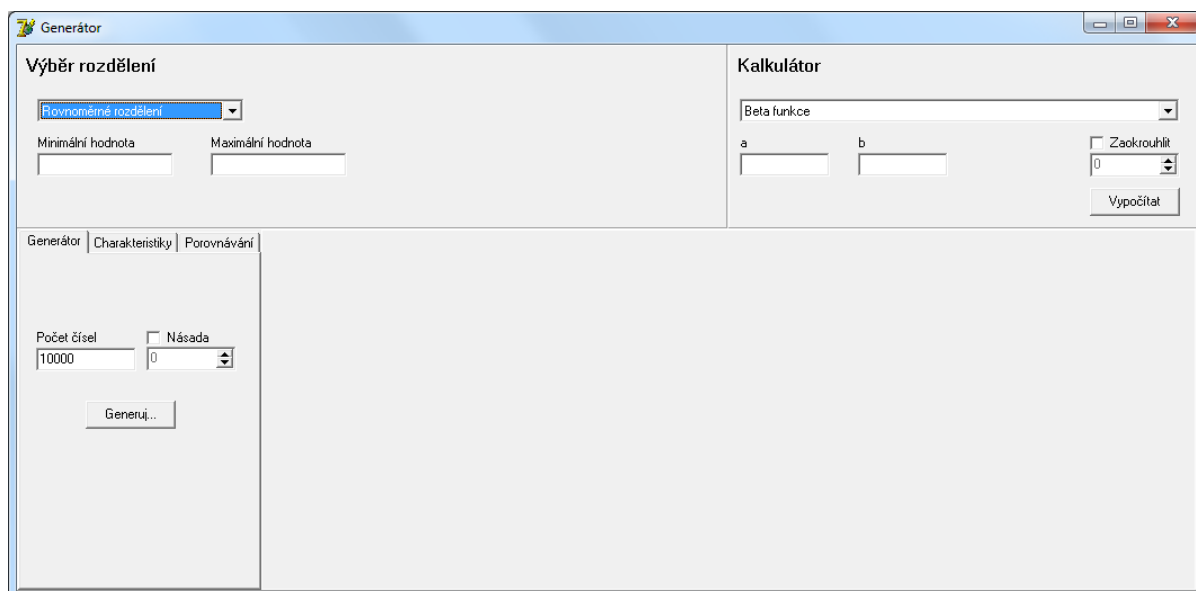 Generátor
Výběr rozdělení
Rovnoměrné rozdělení
Minimální hodnota Maximální hodnota
Kalkulátor
Beta funkce
a b Zaokrouhlit
0
Vypočítat
Generátor Charakteristiky Porovnávání
Počet čísel Násada
10000 0
Generuj...